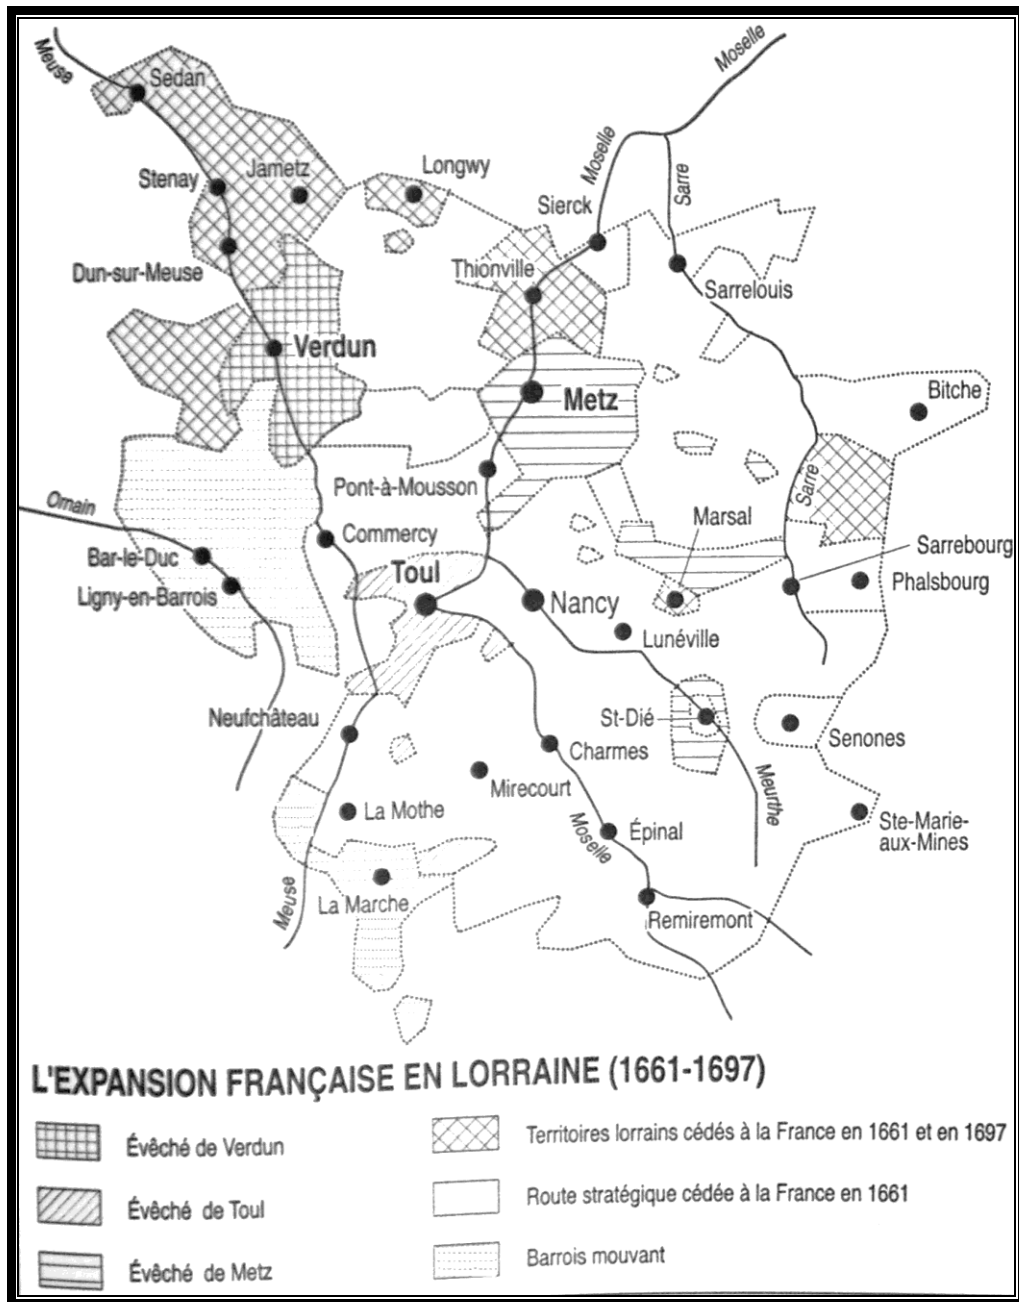 Meuse
Sedan
Moselle
Stenay
Jametz
Longwy
Moselle
Sarre
Sierck
Dun-sur-Meuse
Thionville
Sarrelouis
Verdun
Metz
Bitche
Ornain
Pont-à-Mousson
Sarre
Marsal
Commercy
Sarrebourg
Bar-le-Duc
Toul
Phalsbourg
Ligny-en-Barrois
Nancy
Lunéville
Neufchâteau
St-Dié
Senones
Charmes
Mirecourt
Meurthe
La Mothe
Moselle
Épinal
Ste-Marie-
aux-Mines
Meuse
La Marche
Remiremont
L'EXPANSION FRANÇAISE EN LORRAINE (1661-1697)
Évêché de Verdun
Évêché de Toul
Évêché de Metz
Territoires lorrains cédés à la France en 1661 et en 1697
Route stratégique cédée à la France en 1661
Barrois mouvant